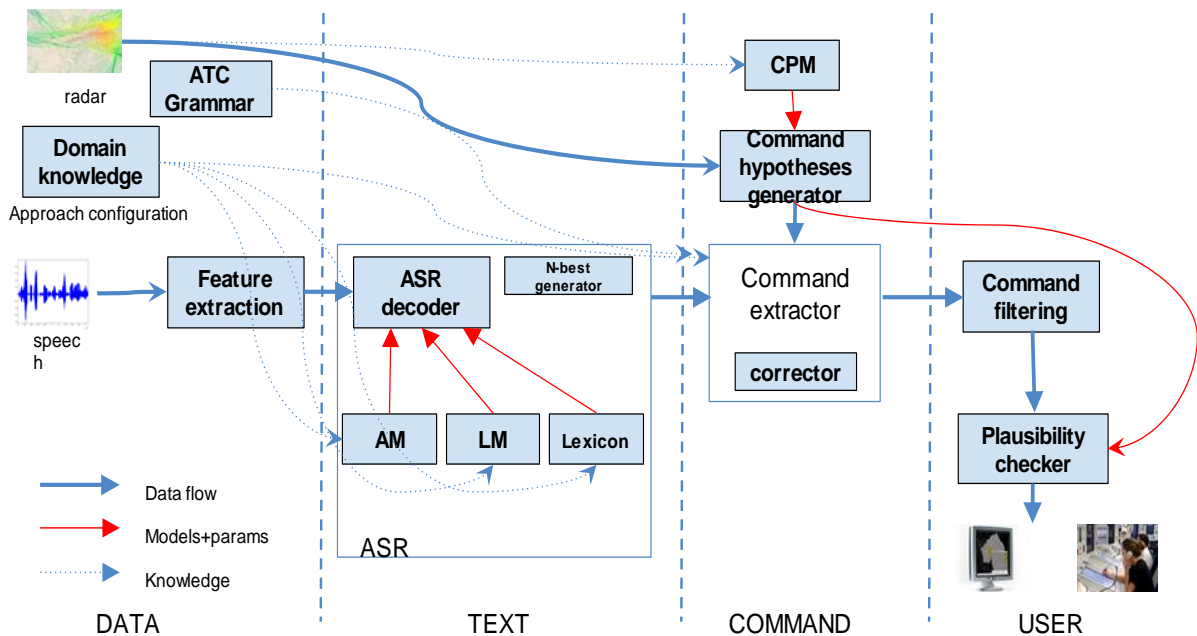 radar
ATC
Grammar
Domain
knowledge
Approach configuration
speec
h
Feature
extraction
ASR
decoder
N-best
generator
AM
LM
Lexicon
ASR
CPM
Command
hypotheses
generator
Command
extractor
corrector
Command
filtering
Plausibility
checker
Data flow
Models+params
Knowledge
DATA
TEXT
COMMAND
USER